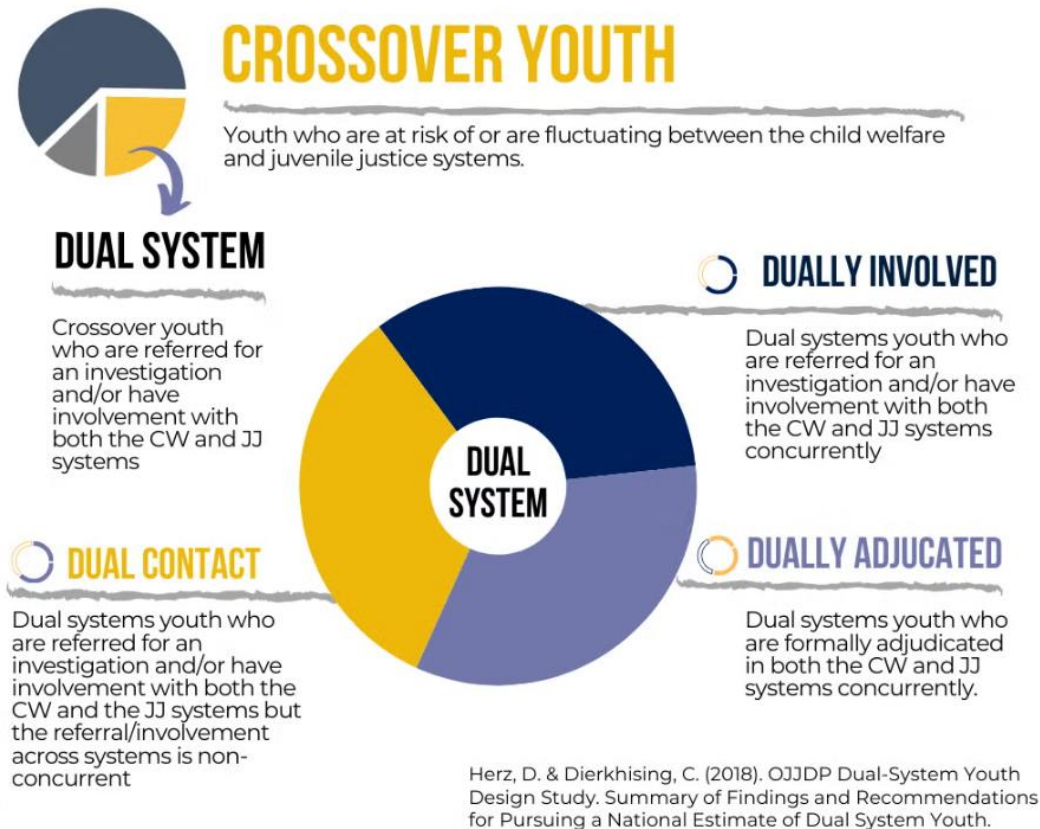 CROSSOVER YOUTH
Youth who are at risk of or are fluctuating between the child welfare
and juvenile justice systems.
DUAL SYSTEM
Crossover youth
who are referred for
an investigation
and/or have
involvement with
both the CW and JJ
systems
DUALLY INVOLVED
Dual systems youth who
are referred for an
investigation and/or have
involvement with both
the CW and JJ systems
concurrently
DUAL
SYSTEM
DUAL CONTACT
Dual systems youth who
are referred for an
investigation and/or have
involvement with both the
CW and the JJ systems but
the referral/involvement
across systems is non-
concurrent
DUALLY ADJUCATED
Dual systems youth who
are formally adjudicated
in both the CW and JJ
systems concurrently.
Herz, D. & Dierkhising, C. (2018). OJJDP Dual-System Youth
Design Study. Summary of Findings and Recommendations
for Pursuing a National Estimate of Dual System Youth.